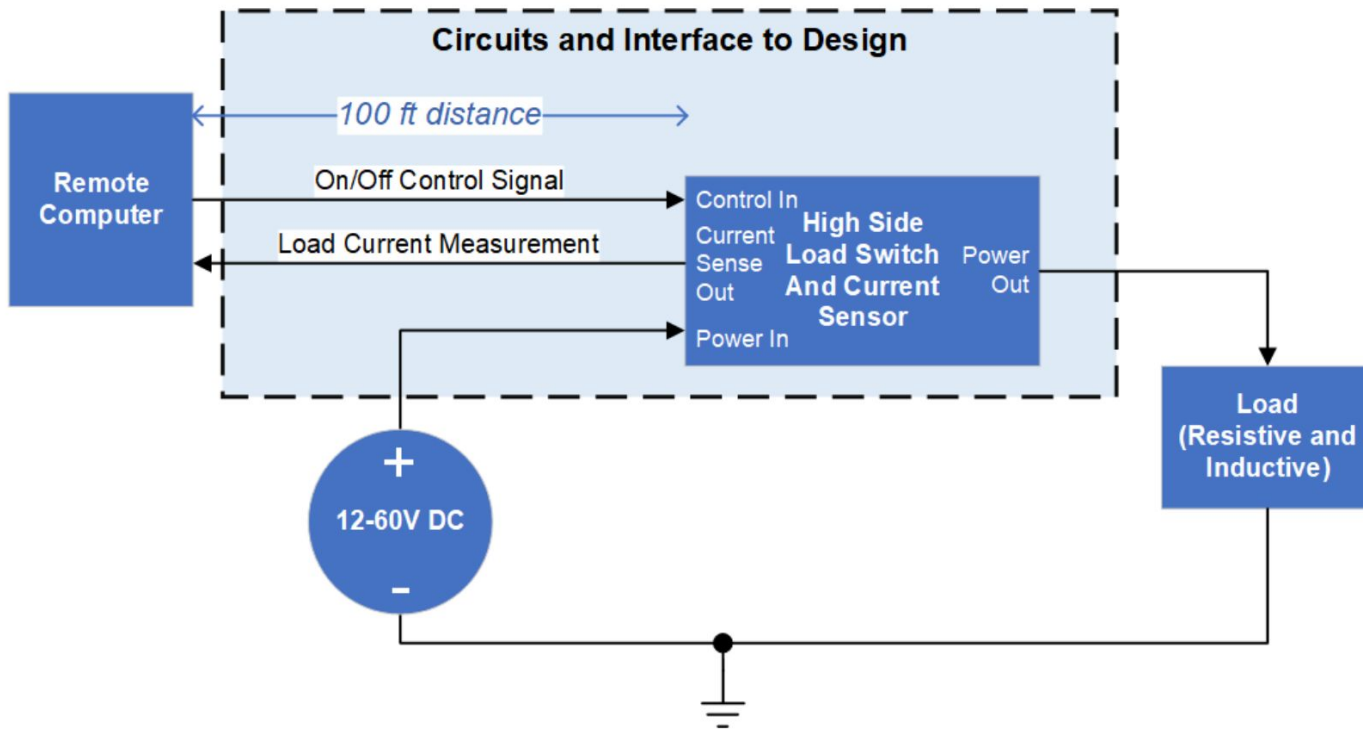 Circuits and Interface to Design
100 ft distance
Remote
Computer
On/Off Control Signal
Load Current Measurement
Control In
Current
Sense
Out
Power In
High Side
Load Switch
And Current
Sensor
Power
Out
Load
(Resistive and
Inductive)
+
12-60V DC
-